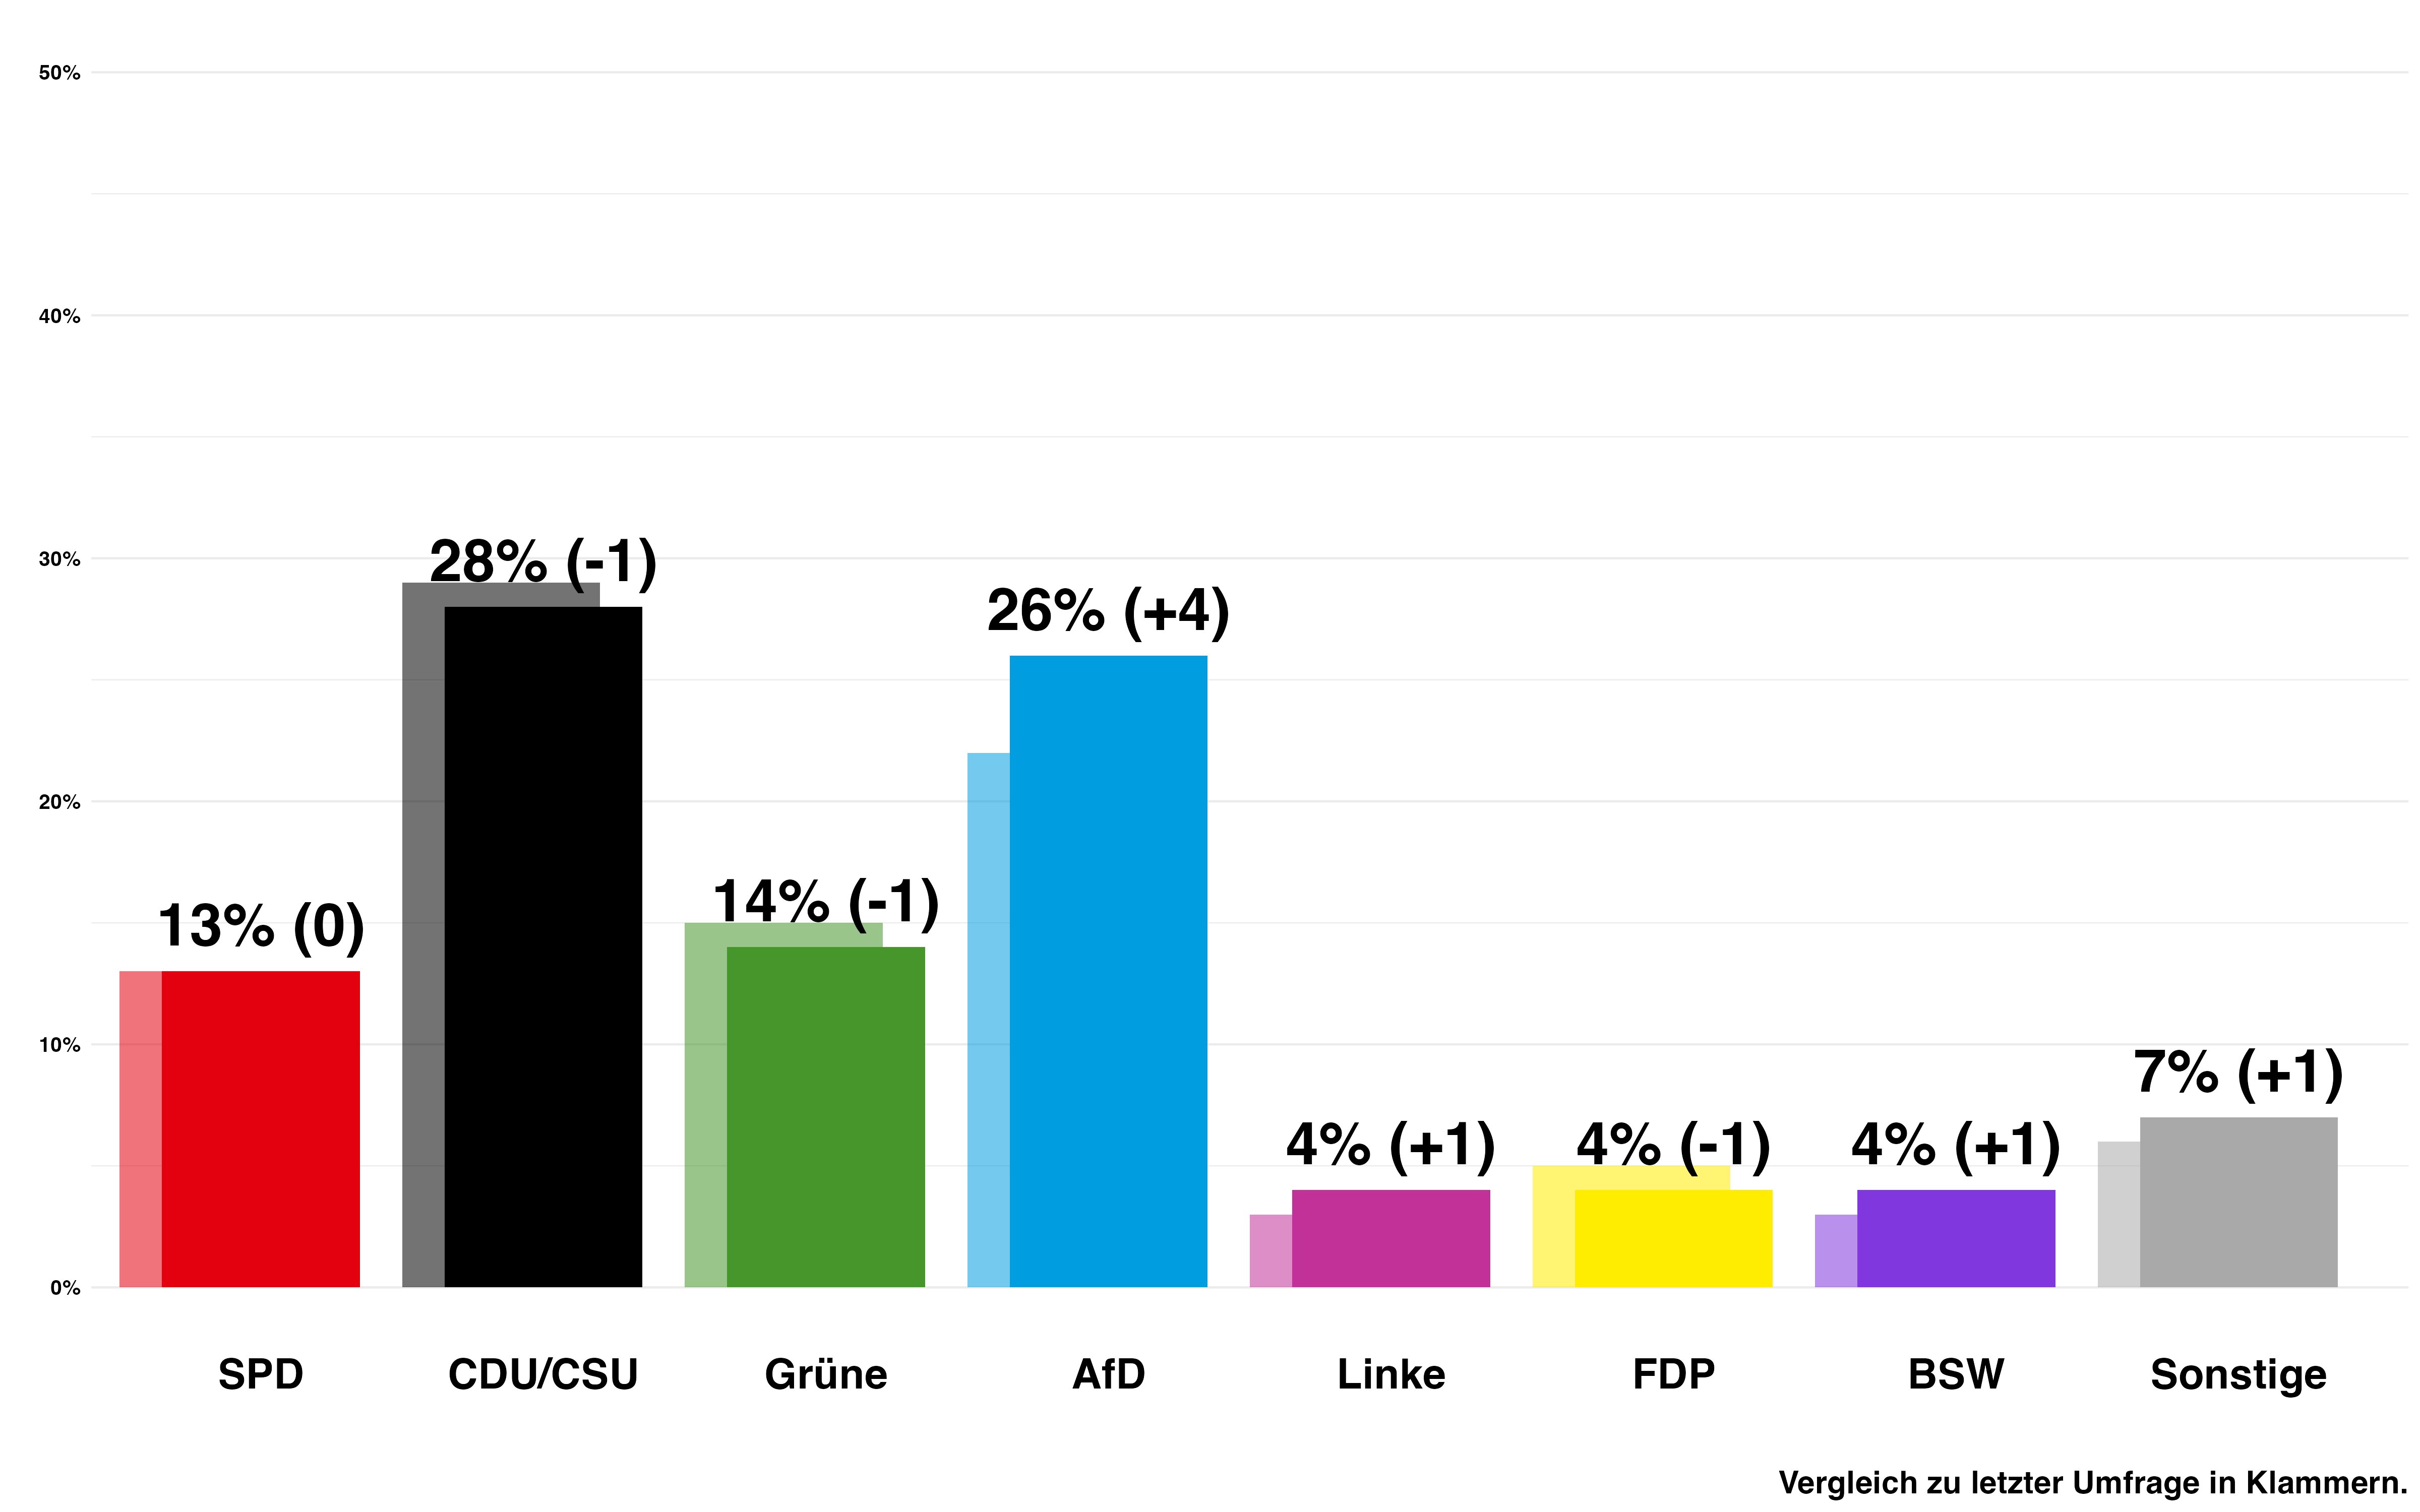 50%
40%
30%
20%
10%
0%
13% (0)
28% (-1)
14% (-1)
26% (+4)
4% (+1)
4% (-1)
4% (+1)
7% (+1)
SPD
CDU/CSU
Grüne
AfD
Linke
FDP
BSW
Sonstige
Vergleich zu letzter Umfrage in Klammern.